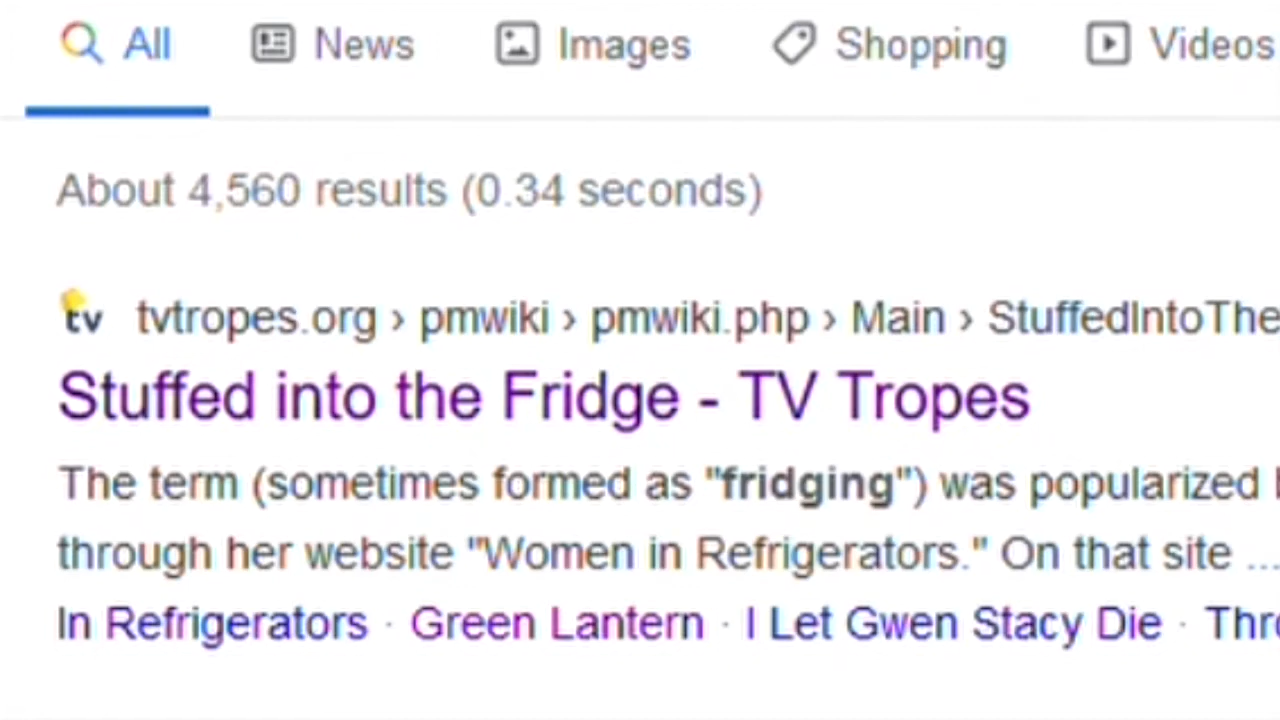 All News Images Shopping Videos
About 4,560 results (0.34 seconds)
tv tvtropes.org › pmwiki › pmwiki.php › Main › StuffedIntoThe
Stuffed into the Fridge - TV Tropes
The term (sometimes formed as "fridging") was popularized
through her website "Women in Refrigerators." On that site ...
In Refrigerators · Green Lantern · I Let Gwen Stacy Die · Thro